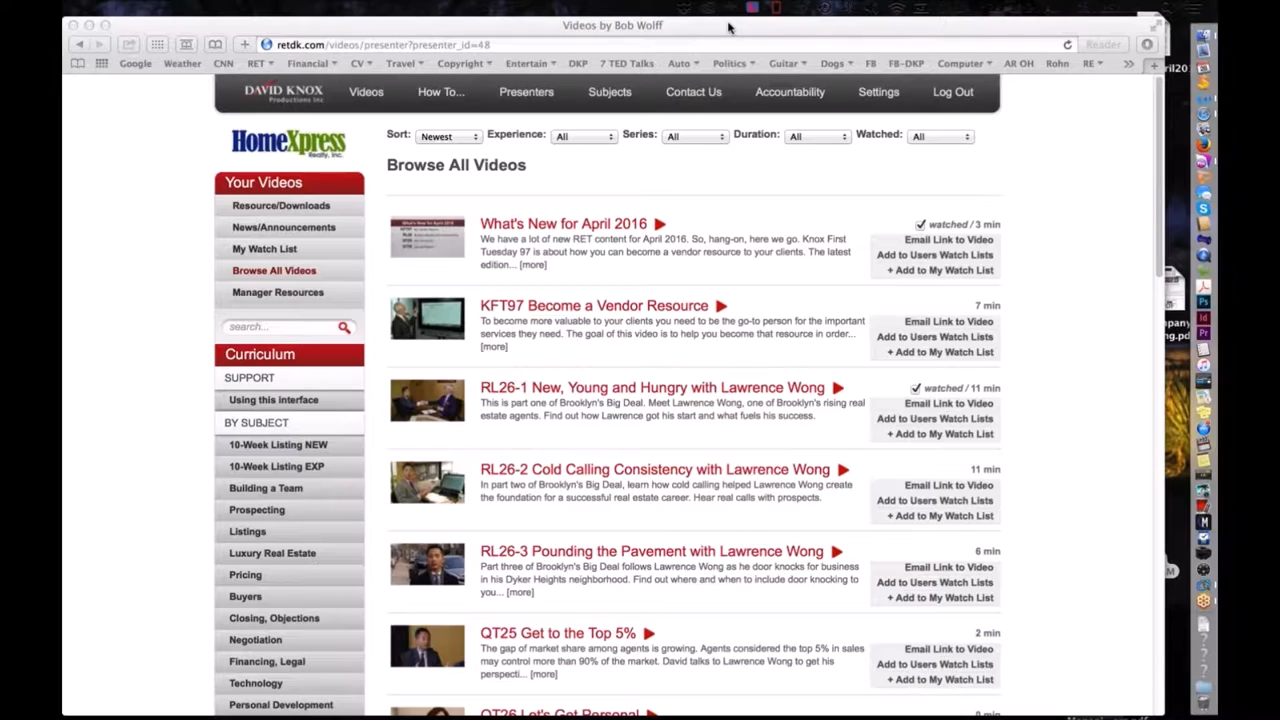 Videos by Bob Wolff
retdk.com/videos/presenter?presenter_id=48
Reader
Google Weather CNN RET Financial CV Travel Copyright Entertain DKP 7 TED Talks Auto Politics Guitar Dogs FB FB-DKP Computer AR OH Rohn RE
DAVID KNOX
Productions Inc
Videos How To... Presenters Subjects Contact Us Accountability Settings Log Out
HomeXpress
Realty, Inc.
Sort: Newest Experience: All Series: All Duration: All Watched: All
Browse All Videos
Your Videos
Resource/Downloads
News/Announcements
My Watch List
Browse All Videos
Manager Resources
search...
Curriculum
SUPPORT
Using this interface
BY SUBJECT
10-Week Listing NEW
10-Week Listing EXP
Building a Team
Prospecting
Listings
Luxury Real Estate
Pricing
Buyers
Closing, Objections
Negotiation
Financing, Legal
Technology
Personal Development
What's New for April 2016
We have a lot of new RET content for April 2016. So, hang-on, here we go. Knox First
Tuesday 97 is about how you can become a vendor resource to your clients. The latest
edition... [more]
watched / 3 min
Email Link to Video
Add to Users Watch Lists
+ Add to My Watch List
KFT97 Become a Vendor Resource
To become more valuable to your clients you need to be the go-to person for the important
services they need. The goal of this video is to help you become that resource in order...
[more]
7 min
Email Link to Video
Add to Users Watch Lists
+ Add to My Watch List
RL26-1 New, Young and Hungry with Lawrence Wong
This is part one of Brooklyn's Big Deal. Meet Lawrence Wong, one of Brooklyn's rising real
estate agents. Find out how Lawrence got his start and what fuels his success.
watched / 11 min
Email Link to Video
Add to Users Watch Lists
+ Add to My Watch List
RL26-2 Cold Calling Consistency with Lawrence Wong
In part two of Brooklyn's Big Deal, learn how cold calling helped Lawrence Wong create
the foundation for a successful real estate career. Hear real calls with prospects.
11 min
Email Link to Video
Add to Users Watch Lists
+ Add to My Watch List
RL26-3 Pounding the Pavement with Lawrence Wong
Part three of Brooklyn's Big Deal follows Lawrence Wong as he door knocks for business
in his Dyker Heights neighborhood. Find out where and when to include door knocking to
you... [more]
6 min
Email Link to Video
Add to Users Watch Lists
+ Add to My Watch List
QT25 Get to the Top 5%
The gap of market share among agents is growing. Agents considered the top 5% in sales
may control more than 90% of the market. David talks to Lawrence Wong to get his
perspecti... [more]
2 min
Email Link to Video
Add to Users Watch Lists
+ Add to My Watch List
QT26 Let's Get Personal